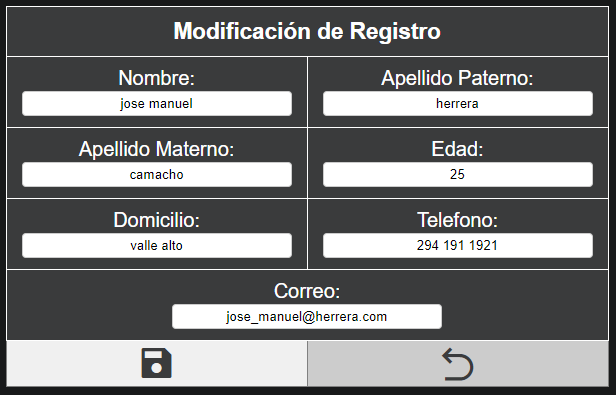 Modificación de Registro
Nombre:
jose manuel
Apellido Paterno:
herrera
Apellido Materno:
camacho
Edad:
25
Domicilio:
valle alto
Telefono:
294 191 1921
Correo:
jose_manuel@herrera.com